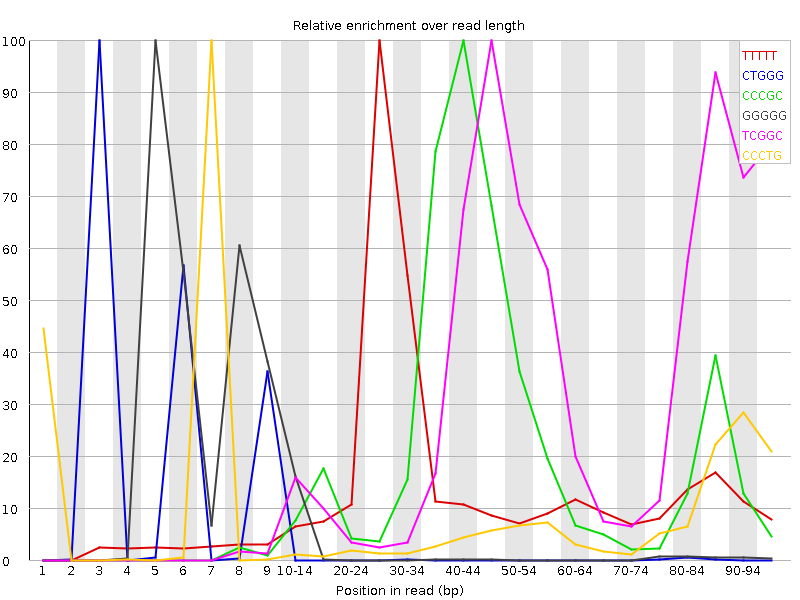 Relative enrichment over read length
100
90
80
70
60
50
40
30
20
10
0
TTTTT
CTGGG
CCCGC
GGGGG
TCGGC
CCCTG
1 2 3 4 5 6 7 8 9 10-14 20-24 30-34 40-44 50-54 60-64 70-74 80-84 90-94
Position in read (bp)